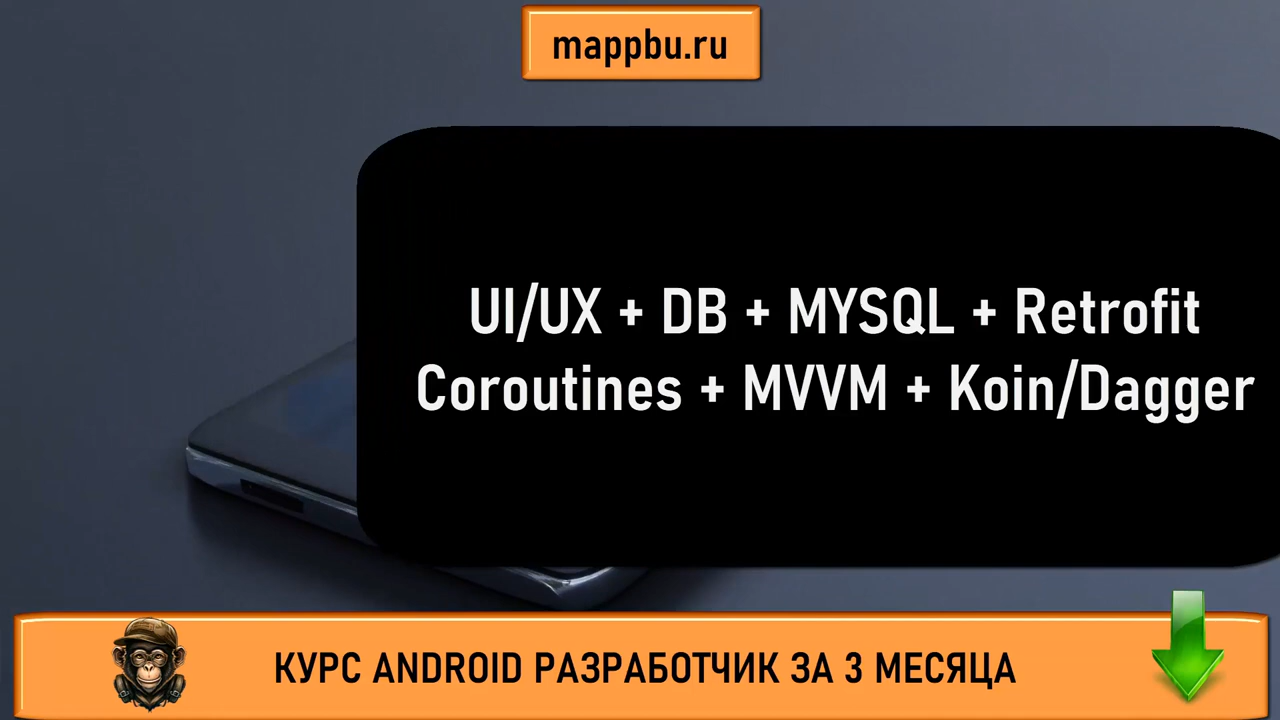 mappbu.ru
UI/UX + DB + MYSQL + Retrofit
Coroutines + MVVM + Koin/Dagger
КУРС ANDROID РАЗРАБОТЧИК ЗА 3 МЕСЯЦА